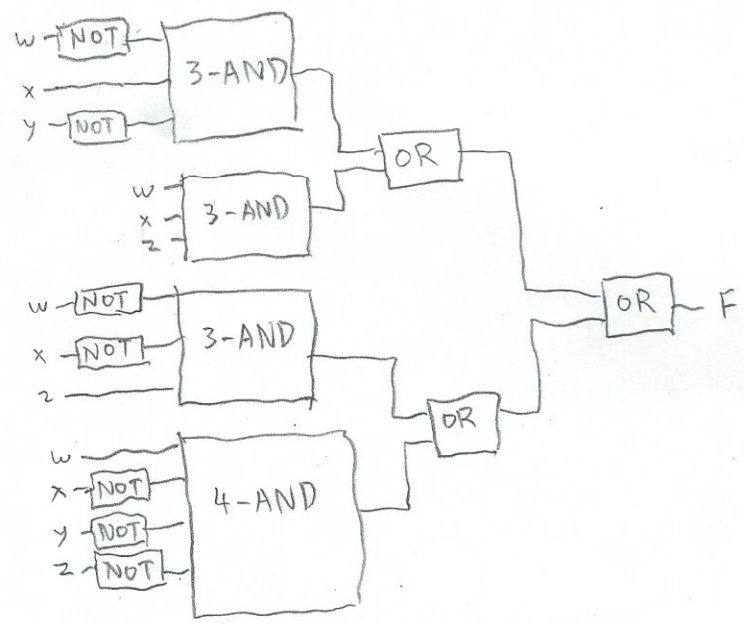 w NOT
x
y NOT
3-AND
w
x
z
3-AND
OR
w NOT
x NOT
z
3-AND
OR
F
w
x NOT
y NOT
z NOT
4-AND
OR